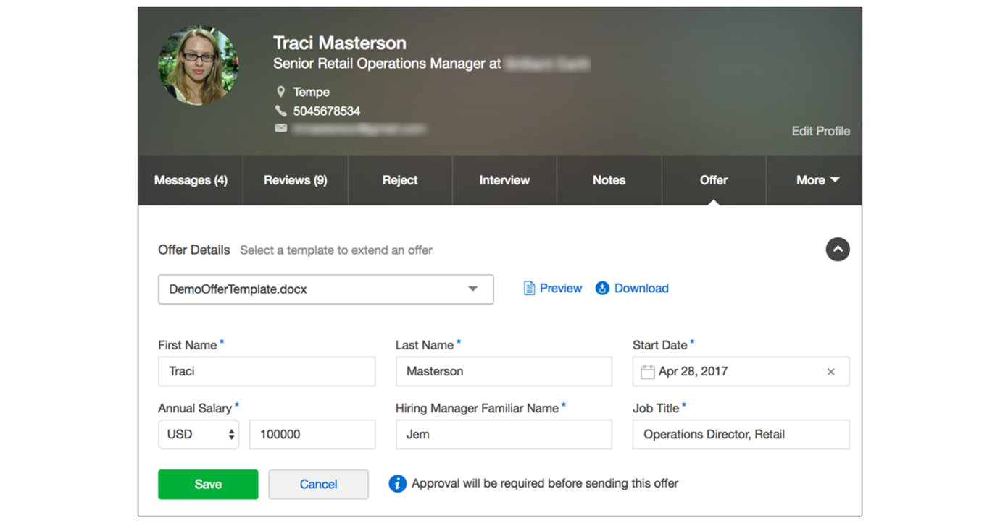 Traci Masterson
Senior Retail Operations Manager at
Tempe
5045678534
Edit Profile
Messages (4) Reviews (9) Reject Interview Notes Offer More
Offer Details Select a template to extend an offer
DemoOfferTemplate.docx Preview Download
First Name * Last Name * Start Date *
Traci Masterson Apr 28, 2017 ×
Annual Salary * Hiring Manager Familiar Name * Job Title *
USD 100000 Jem Operations Director, Retail
Save Cancel i Approval will be required before sending this offer